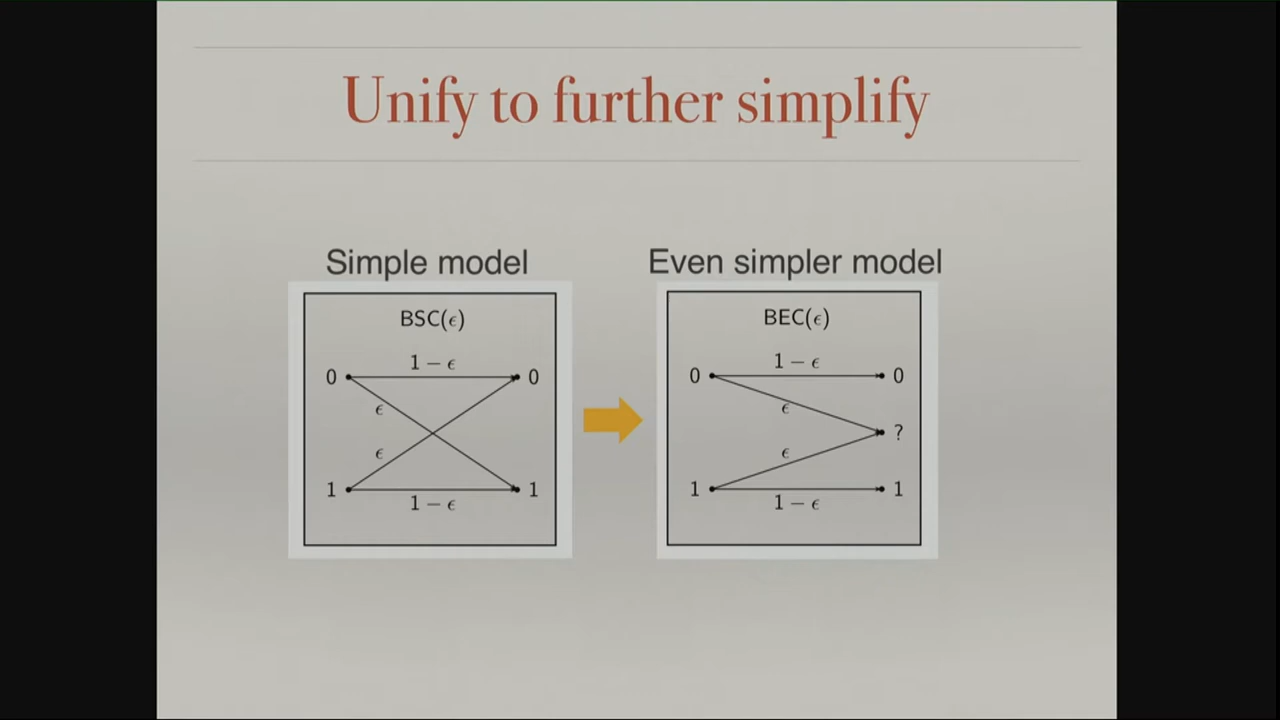 Unify to further simplify
Simple model
BSC(ϵ)
1 − ϵ
0
0
ϵ
ϵ
1
1
1 − ϵ
Even simpler model
BEC(ϵ)
1 − ϵ
0
0
ϵ
?
ϵ
1
1
1 − ϵ